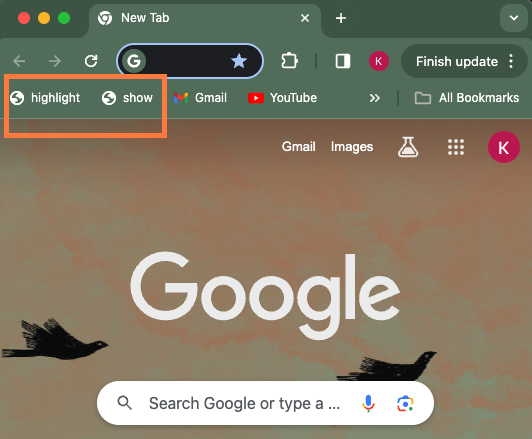 New Tab
G
K
Finish update
highlight
show
Gmail
YouTube
All Bookmarks
Gmail
Images
K
Google
Search Google or type a ...